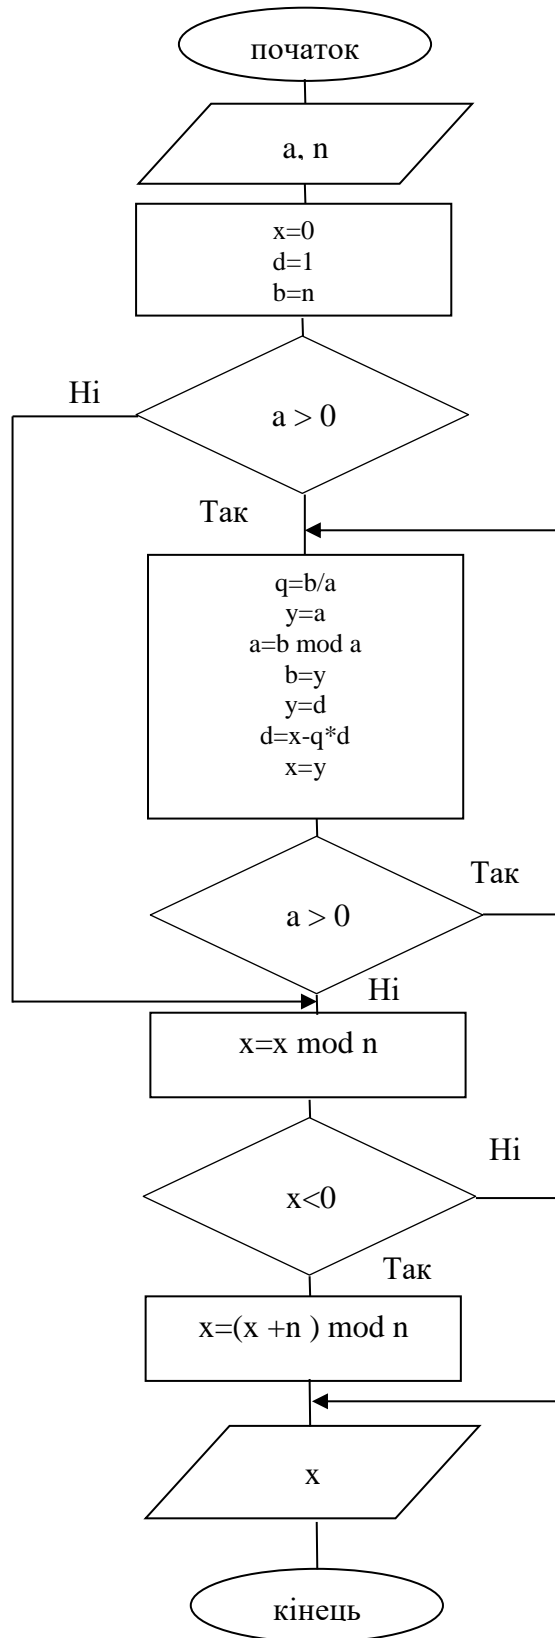 початок
a, n
x=0
d=1
b=n
Ні
a > 0
Так
q=b/a
y=a
a=b mod a
b=y
y=d
d=x-q*d
x=y
Так
a > 0
Ні
x=x mod n
Ні
x<0
Так
x=(x +n ) mod n
x
кінець